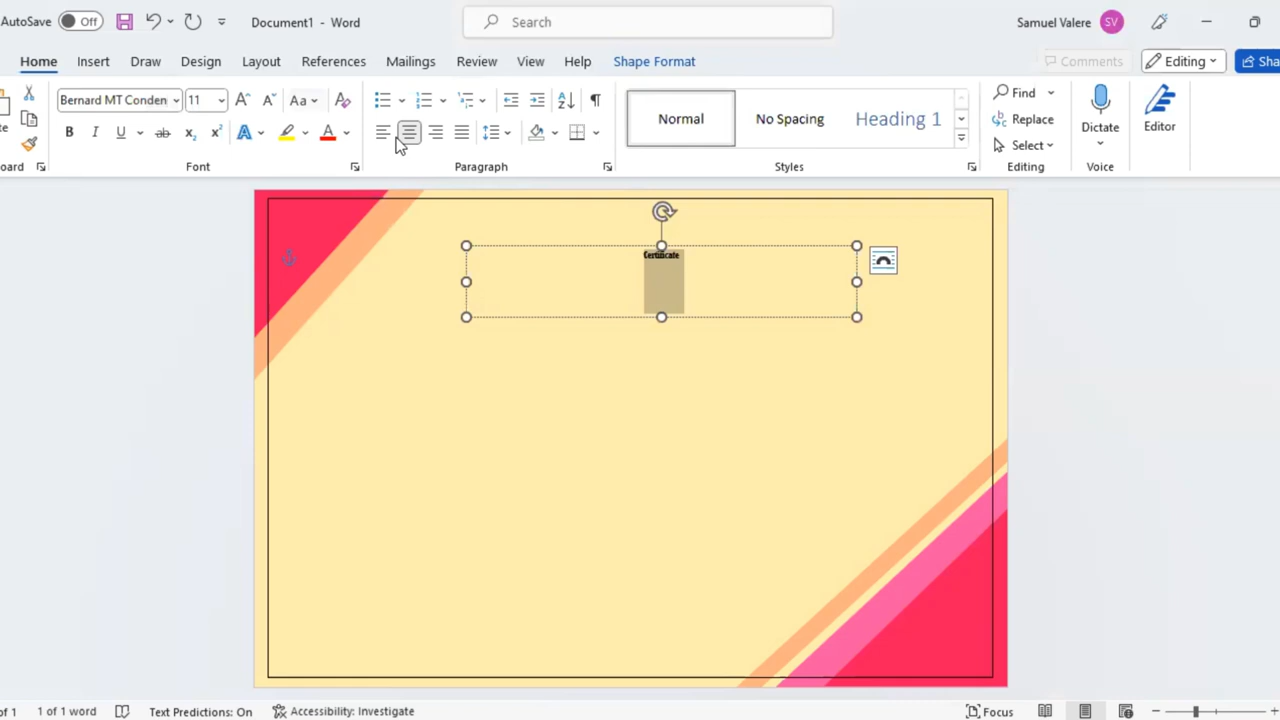 AutoSave Off Document1 - Word Search Samuel Valere SV
Home Insert Draw Design Layout References Mailings Review View Help Shape Format Comments Editing
Bernard MT Conden 11 Aa Normal No Spacing Heading 1 Find Replace Select Dictate Editor
Font Paragraph Styles Editing Voice Editor
Certificate
1 of 1 word Text Predictions: On Accessibility: Investigate Focus